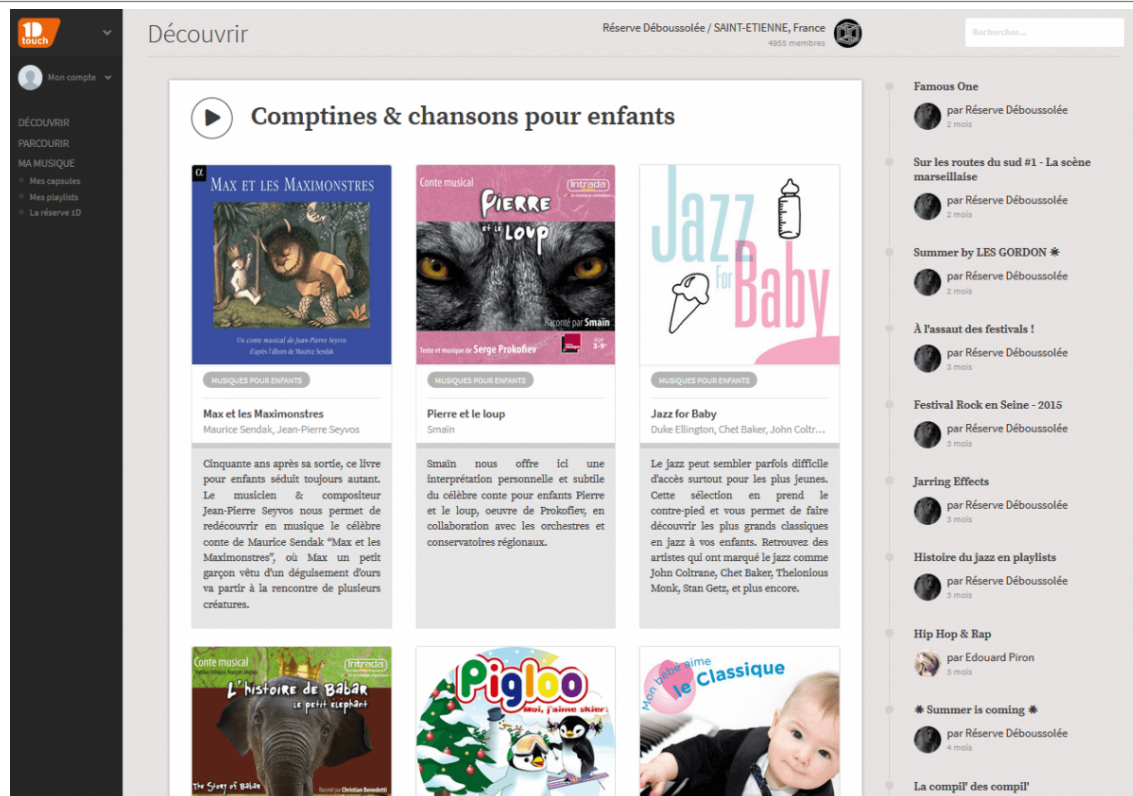 1D
touch
Mon compte
DÉCOUVRIR
PARCOURIR
MA MUSIQUE
Mes capsules
Mes playlists
La réserve 1D
Découvrir
Réserve Déboussolée / SAINT-ETIENNE, France
4955 membres
Rechercher...
Comptines & chansons pour enfants
α
MAX ET LES MAXIMONSTRES
Un conte musical de Jean-Pierre Seyvos
d'après l'album de Maurice Sendak
MUSIQUES POUR ENFANTS
Max et les Maximonstres
Maurice Sendak, Jean-Pierre Seyvos
Cinquante ans après sa sortie, ce livre
pour enfants séduit toujours autant.
Le musicien & compositeur
Jean-Pierre Seyvos nous permet de
redécouvrir en musique le célèbre
conte de Maurice Sendak “Max et les
Maximonstres”, où Max un petit
garçon vêtu d'un déguisement d'ours
va partir à la rencontre de plusieurs
créatures.
Conte musical
Intrada
PIERRE
et le LOUP
Raconté par Smaïn
Texte et musique de Serge Prokofiev
3-9
MUSIQUES POUR ENFANTS
Pierre et le loup
Smaïn
Smaïn nous offre ici une
interprétation personnelle et subtile
du célèbre conte pour enfants Pierre
et le loup, oeuvre de Prokofiev, en
collaboration avec les orchestres et
conservatoires régionaux.
Jazz
For
Baby
MUSIQUES POUR ENFANTS
Jazz for Baby
Duke Ellington, Chet Baker, John Coltr...
Le jazz peut sembler parfois difficile
d'accès surtout pour les plus jeunes.
Cette sélection en prend le
contre-pied et vous permet de faire
découvrir les plus grands classiques
en jazz à vos enfants. Retrouvez des
artistes qui ont marqué le jazz comme
John Coltrane, Chet Baker, Thelonious
Monk, Stan Getz, et plus encore.
Conte musical
Intrada
L'histoire de Babar
le petit éléphant
The Story of Babar
Raconté par Christian Benedetti
Pigloo
Moi, j'aime skier!
Mon bébé aime
le Classique
Famous One
par Réserve Déboussolée
2 mois
Sur les routes du sud #1 - La scène
marseillaise
par Réserve Déboussolée
2 mois
Summer by LES GORDON ☀
par Réserve Déboussolée
2 mois
À l'assaut des festivals !
par Réserve Déboussolée
3 mois
Festival Rock en Seine - 2015
par Réserve Déboussolée
3 mois
Jarring Effects
par Réserve Déboussolée
3 mois
Histoire du jazz en playlists
par Réserve Déboussolée
3 mois
Hip Hop & Rap
par Edouard Piron
3 mois
☀ Summer is coming ☀
par Réserve Déboussolée
4 mois
La compil' des compil'